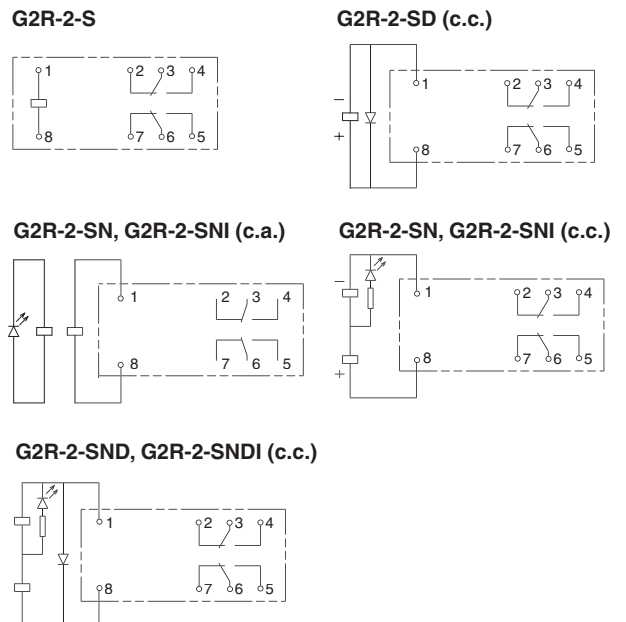 G2R-2-S
1 2 3 4
8 7 6 5
G2R-2-SD (c.c.)
− +
1 2 3 4
8 7 6 5
G2R-2-SN, G2R-2-SNI (c.a.)
1 2 3 4
8 7 6 5
G2R-2-SN, G2R-2-SNI (c.c.)
−
1 2 3 4
8 7 6 5
+
G2R-2-SND, G2R-2-SNDI (c.c.)
1 2 3 4
8 7 6 5